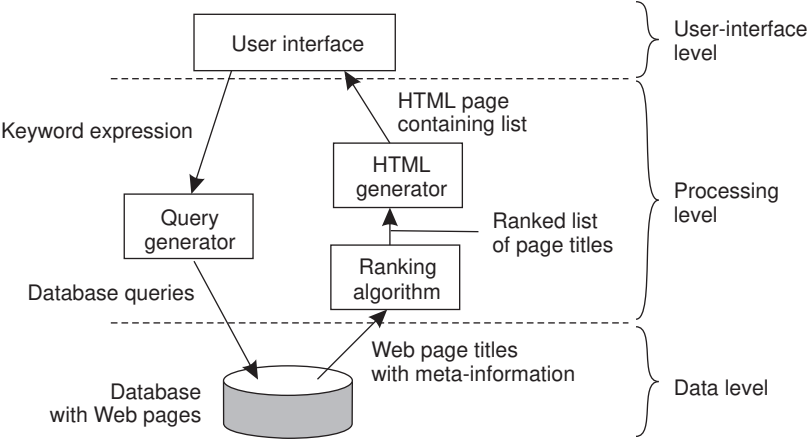 User interface
User-interface
level
HTML page
containing list
Keyword expression
HTML
generator
Processing
level
Query
generator
Ranked list
of page titles
Ranking
algorithm
Database queries
Web page titles
with meta-information
Database
with Web pages
Data level